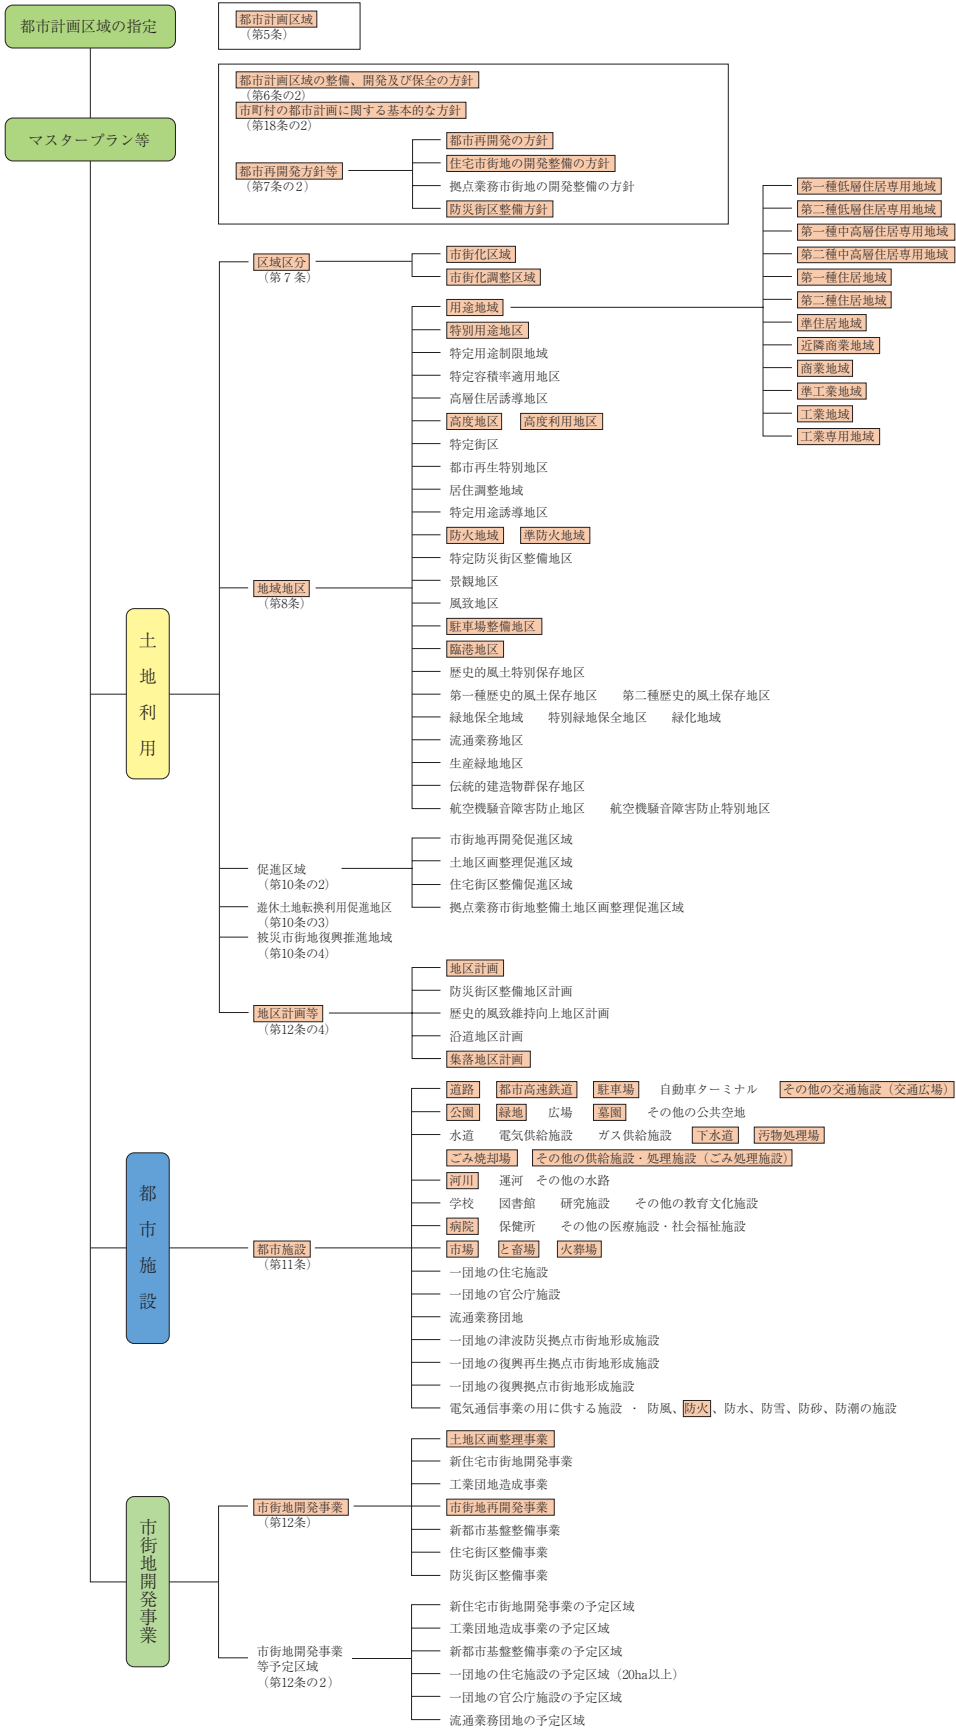 都市計画区域の指定
都市計画区域
（第5条）
マスタープラン等
都市計画区域の整備、開発及び保全の方針
（第6条の2）
市町村の都市計画に関する基本的な方針
（第18条の2）
都市再開発方針等
（第7条の２）
都市再開発の方針
住宅市街地の開発整備の方針
拠点業務市街地の開発整備の方針
防災街区整備方針
土地利用
区域区分
（第７条）
市街化区域
市街化調整区域
地域地区
（第8条）
用途地域
第一種低層住居専用地域
第二種低層住居専用地域
第一種中高層住居専用地域
第二種中高層住居専用地域
第一種住居地域
第二種住居地域
準住居地域
近隣商業地域
商業地域
準工業地域
工業地域
工業専用地域
特別用途地区
特定用途制限地域
特定容積率適用地区
高層住居誘導地区
高度地区　高度利用地区
特定街区
都市再生特別地区
居住調整地域
特定用途誘導地区
防火地域　準防火地域
特定防災街区整備地区
景観地区
風致地区
駐車場整備地区
臨港地区
歴史的風土特別保存地区
第一種歴史的風土保存地区　第二種歴史的風土保存地区
緑地保全地域　特別緑地保全地区　緑化地域
流通業務地区
生産緑地地区
伝統的建造物群保存地区
航空機騒音障害防止地区　航空機騒音障害防止特別地区
促進区域
（第10条の2）
市街地再開発促進区域
土地区画整理促進区域
住宅街区整備促進区域
拠点業務市街地整備土地区画整理促進区域
遊休土地転換利用促進地区
（第10条の3）
被災市街地復興推進地域
（第10条の4）
地区計画等
（第12条の4）
地区計画
防災街区整備地区計画
歴史的風致維持向上地区計画
沿道地区計画
集落地区計画
都市施設
都市施設
（第11条）
道路　都市高速鉄道　駐車場　自動車ターミナル　その他の交通施設（交通広場）
公園　緑地　広場　墓園　その他の公共空地
水道　電気供給施設　ガス供給施設　下水道　汚物処理場
ごみ焼却場　その他の供給施設・処理施設（ごみ処理施設）
河川　運河　その他の水路
学校　図書館　研究施設　その他の教育文化施設
病院　保健所　その他の医療施設・社会福祉施設
市場　と畜場　火葬場
一団地の住宅施設
一団地の官公庁施設
流通業務団地
一団地の津波防災拠点市街地形成施設
一団地の復興再生拠点市街地形成施設
一団地の復興拠点市街地形成施設
電気通信事業の用に供する施設 ・ 防風、防火、防水、防雪、防砂、防潮の施設
市街地開発事業
市街地開発事業
（第12条）
土地区画整理事業
新住宅市街地開発事業
工業団地造成事業
市街地再開発事業
新都市基盤整備事業
住宅街区整備事業
防災街区整備事業
市街地開発事業
等予定区域
（第12条の２）
新住宅市街地開発事業の予定区域
工業団地造成事業の予定区域
新都市基盤整備事業の予定区域
一団地の住宅施設の予定区域（20ha以上）
一団地の官公庁施設の予定区域
流通業務団地の予定区域